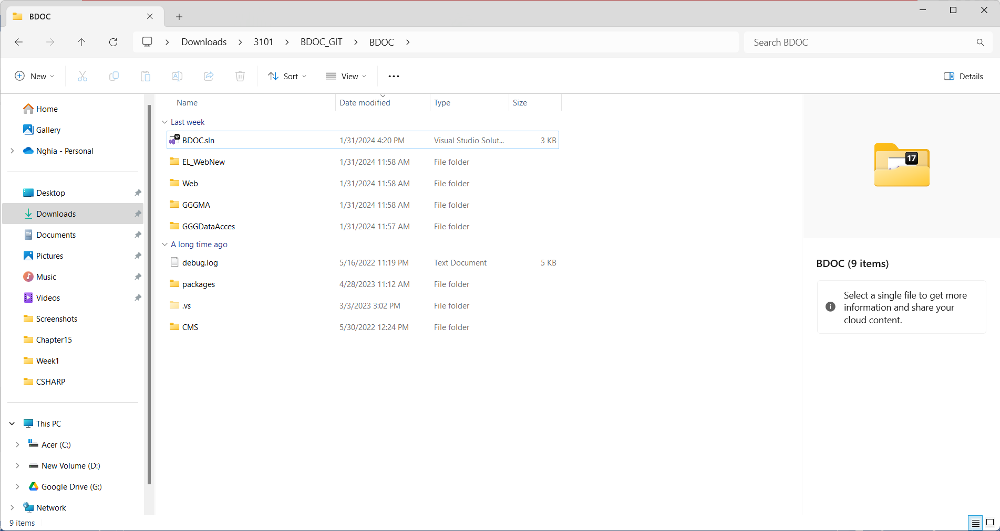 BDOC
Downloads 3101 BDOC_GIT BDOC
Search BDOC
New
Sort
View
Details
Home
Gallery
Nghia - Personal
Desktop
Downloads
Documents
Pictures
Music
Videos
Screenshots
Chapter15
Week1
CSHARP
This PC
Acer (C:)
New Volume (D:)
Google Drive (G:)
Network
9 items
Name Date modified Type Size
Last week
BDOC.sln 1/31/2024 4:20 PM Visual Studio Solut... 3 KB
EL_WebNew 1/31/2024 11:58 AM File folder
Web 1/31/2024 11:58 AM File folder
GGGMA 1/31/2024 11:58 AM File folder
GGGDataAcces 1/31/2024 11:57 AM File folder
A long time ago
debug.log 5/16/2022 11:19 PM Text Document 5 KB
packages 4/28/2023 11:12 AM File folder
.vs 3/3/2023 3:02 PM File folder
CMS 5/30/2022 12:24 PM File folder
17
BDOC (9 items)
Select a single file to get more
information and share your
cloud content.